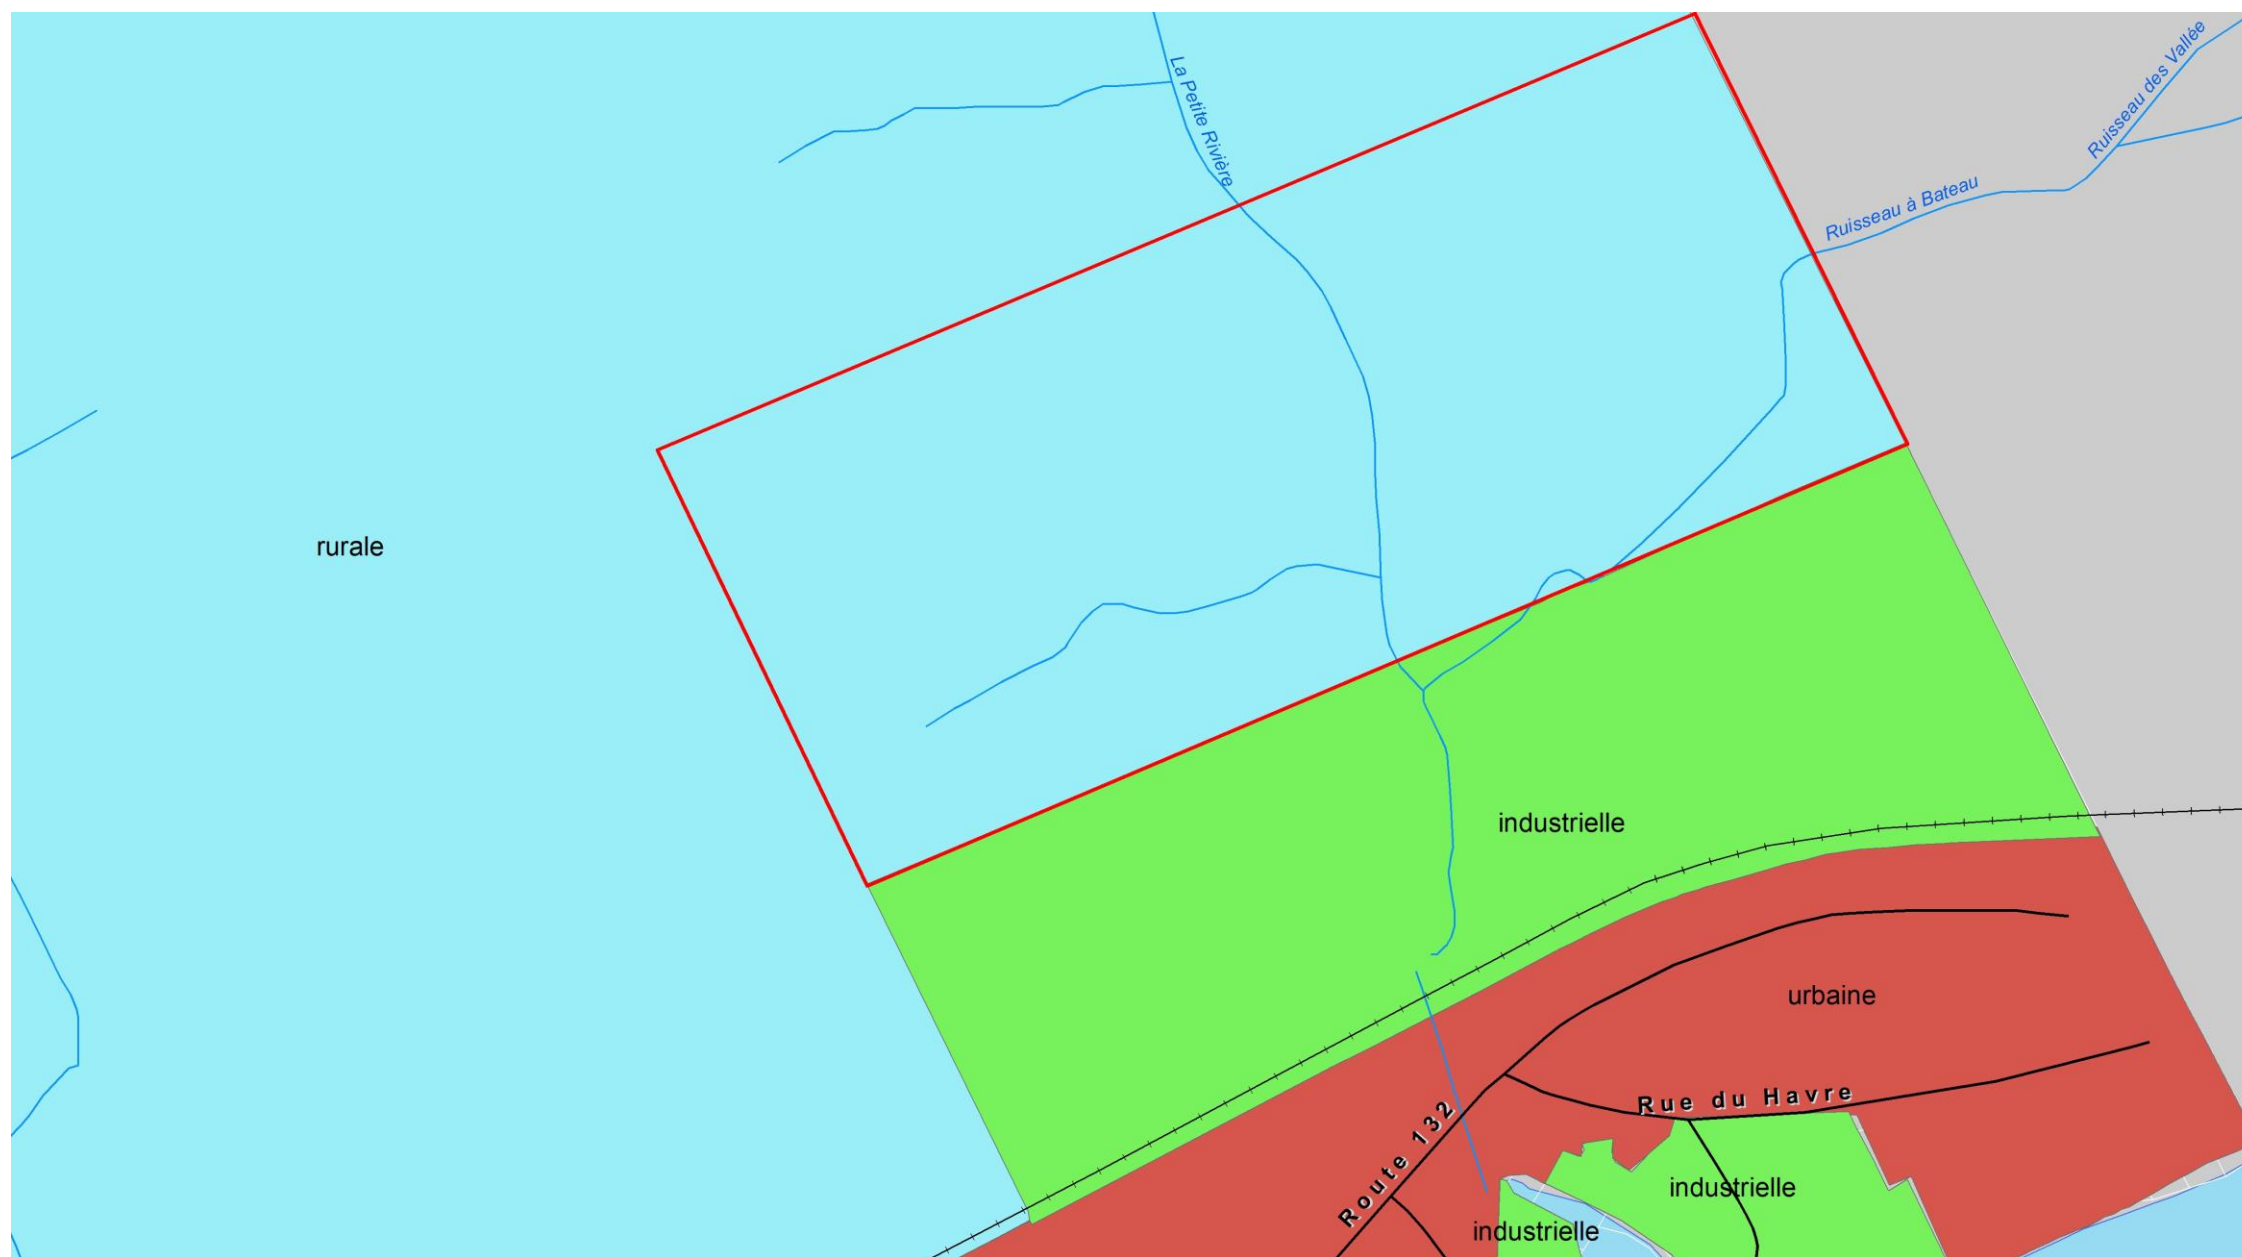 La Petite Rivière
Ruisseau des Vallée
Ruisseau à Bateau
rurale
industrielle
urbaine
Rue du Havre
Route 132
industrielle
industrielle